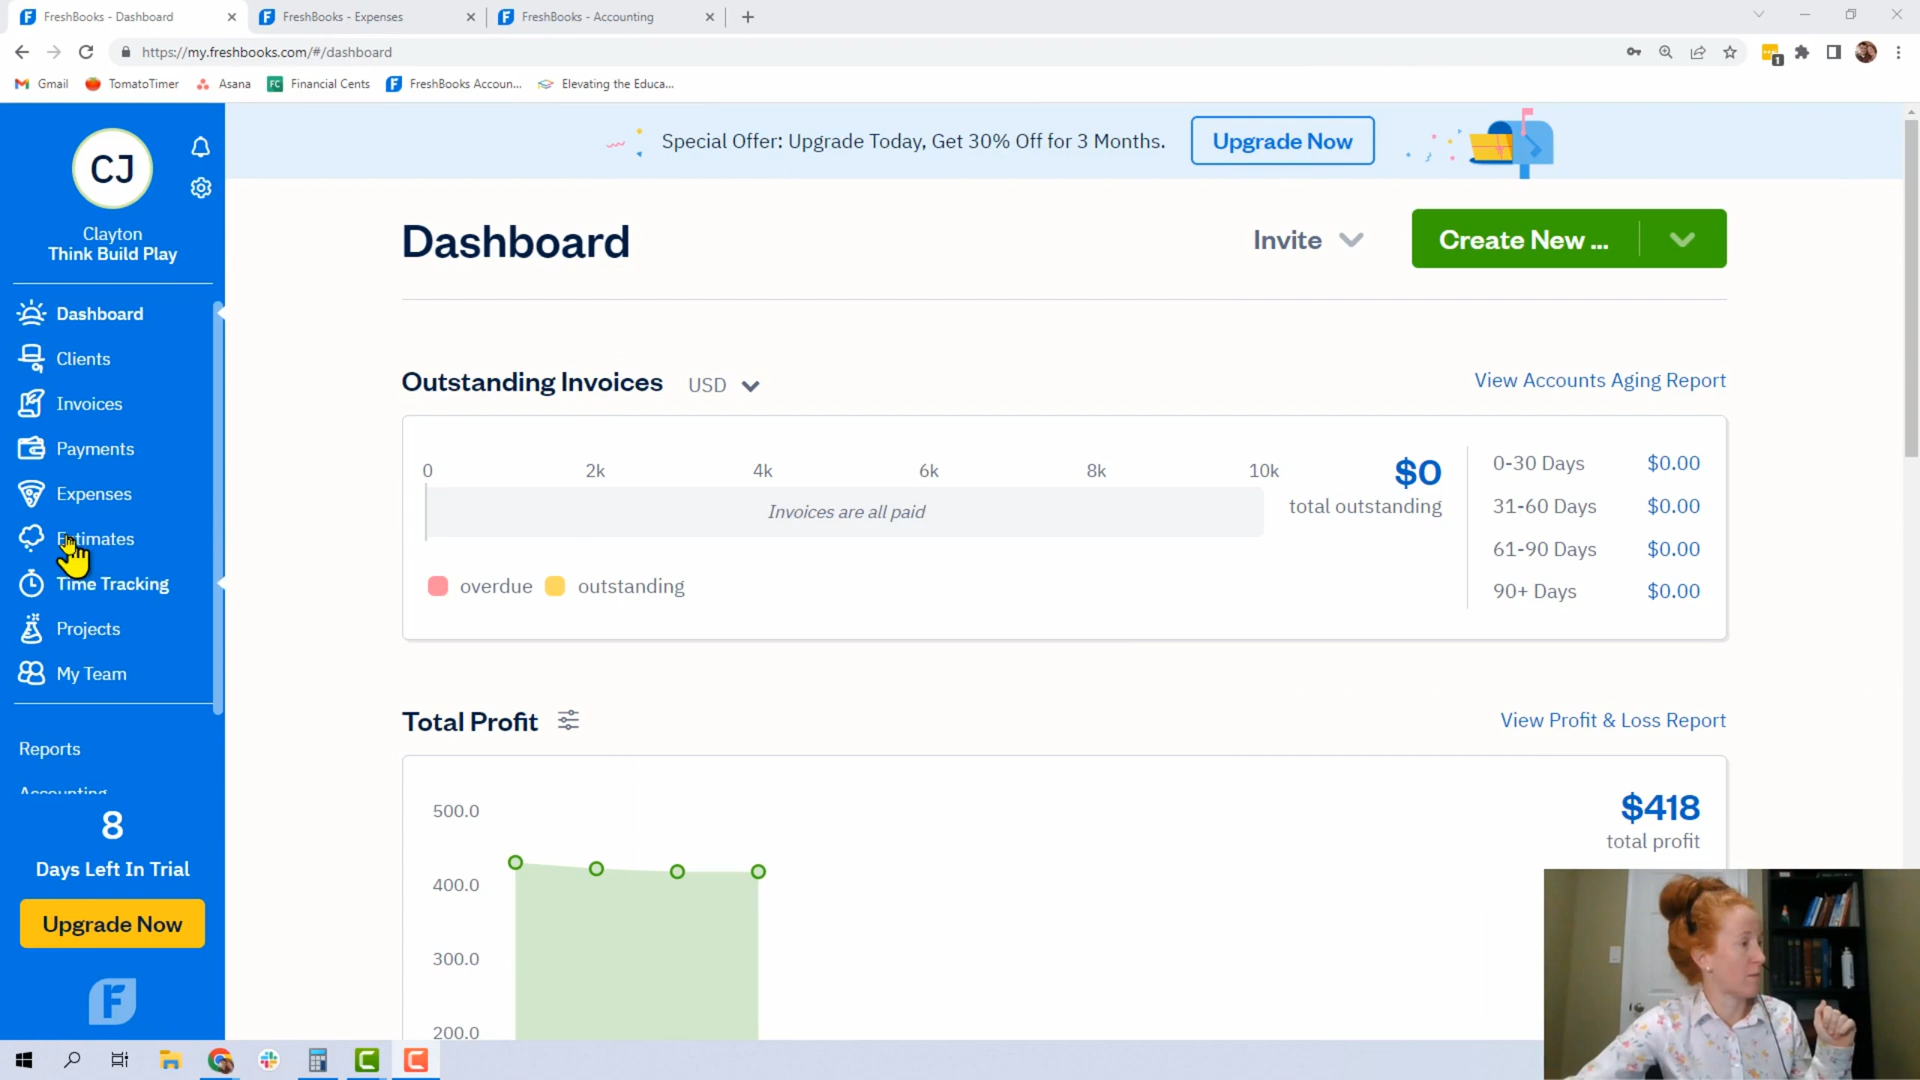 FreshBooks - Dashboard
FreshBooks - Expenses
FreshBooks - Accounting
https://my.freshbooks.com/#/dashboard
1
Gmail
TomatoTimer
Asana
FC
Financial Cents
FreshBooks Accoun...
Elevating the Educa...
CJ
Clayton
Think Build Play
Dashboard
Clients
Invoices
Payments
Expenses
Estimates
Time Tracking
Projects
My Team
Reports
Accounting
8
Days Left In Trial
Upgrade Now
F
Special Offer: Upgrade Today, Get 30% Off for 3 Months.
Upgrade Now
Dashboard
Invite
Create New ...
Outstanding Invoices
USD
View Accounts Aging Report
0 2k 4k 6k 8k 10k
Invoices are all paid
overdue
outstanding
$0
total outstanding
0-30 Days $0.00
31-60 Days $0.00
61-90 Days $0.00
90+ Days $0.00
Total Profit
View Profit & Loss Report
500.0
400.0
300.0
200.0
$418
total profit